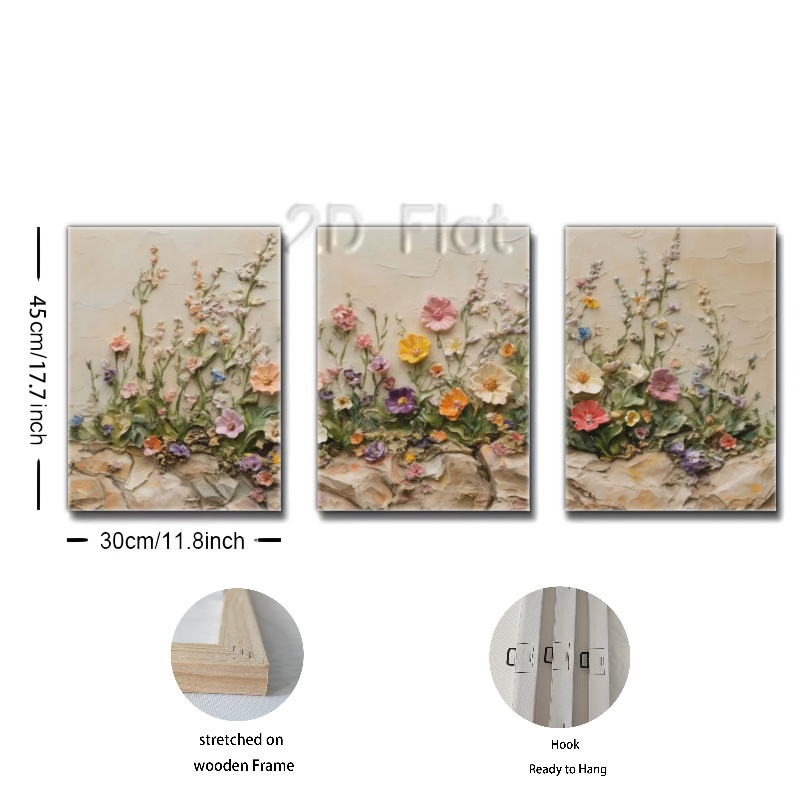 2D Flat
45cm/17.7inch
30cm/11.8inch
stretched on
wooden Frame
Hook
Ready to Hang